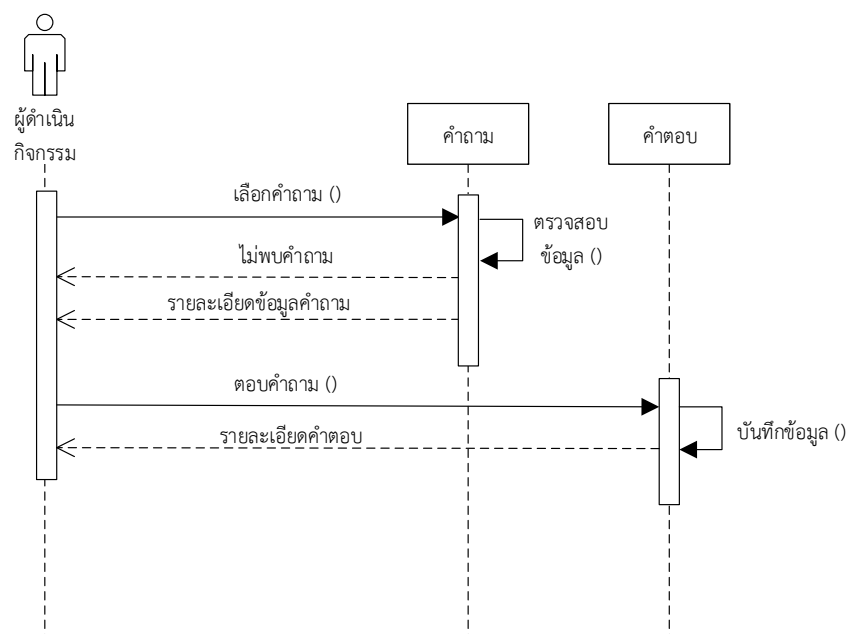 ผู้ดำเนิน
กิจกรรม
คำถาม
คำตอบ
เลือกคำถาม ()
ตรวจสอบ
ข้อมูล ()
ไม่พบคำถาม
รายละเอียดข้อมูลคำถาม
ตอบคำถาม ()
บันทึกข้อมูล ()
รายละเอียดคำตอบ